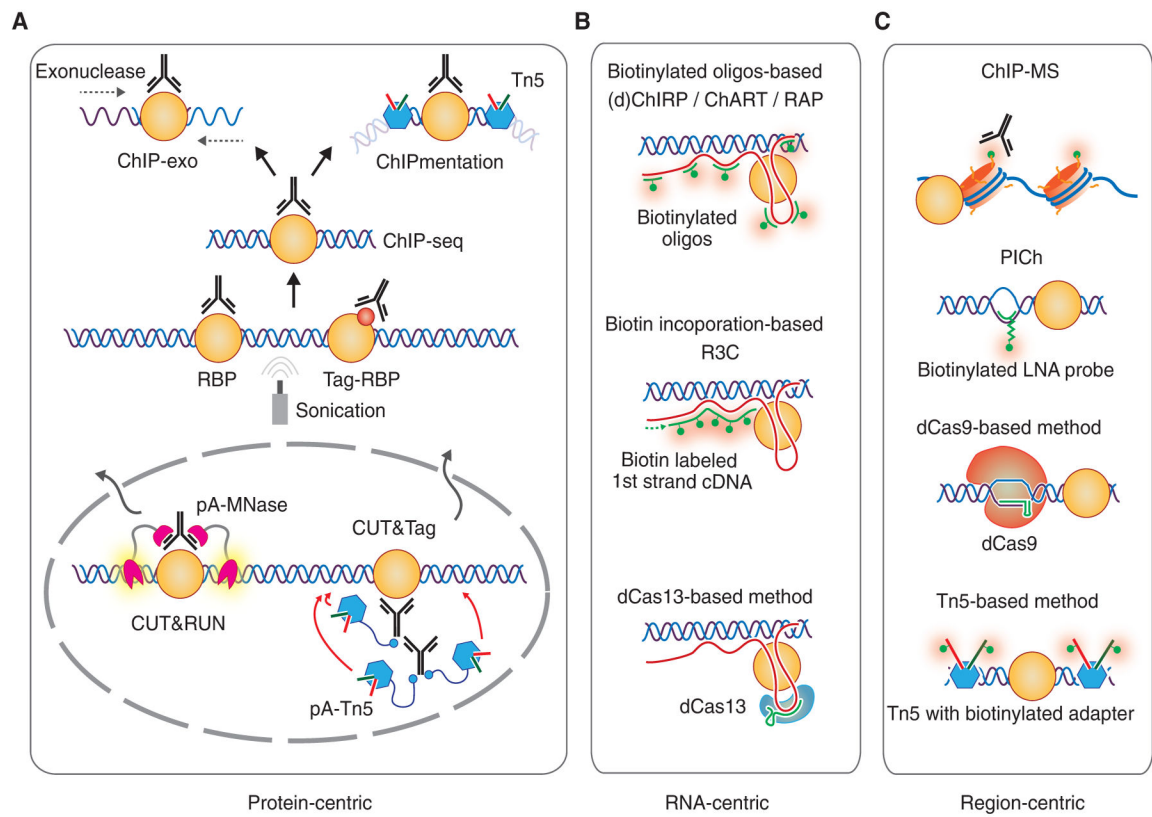 A
Exonuclease
ChIP-exo
Tn5
ChIPmentation
ChIP-seq
RBP
Tag-RBP
Sonication
pA-MNase
CUT&RUN
CUT&Tag
pA-Tn5
Protein-centric
B
Biotinylated oligos-based
(d)ChIRP / ChART / RAP
Biotinylated
oligos
Biotin incoporation-based
R3C
Biotin labeled
1st strand cDNA
dCas13-based method
dCas13
RNA-centric
C
ChIP-MS
PICh
Biotinylated LNA probe
dCas9-based method
dCas9
Tn5-based method
Tn5 with biotinylated adapter
Region-centric